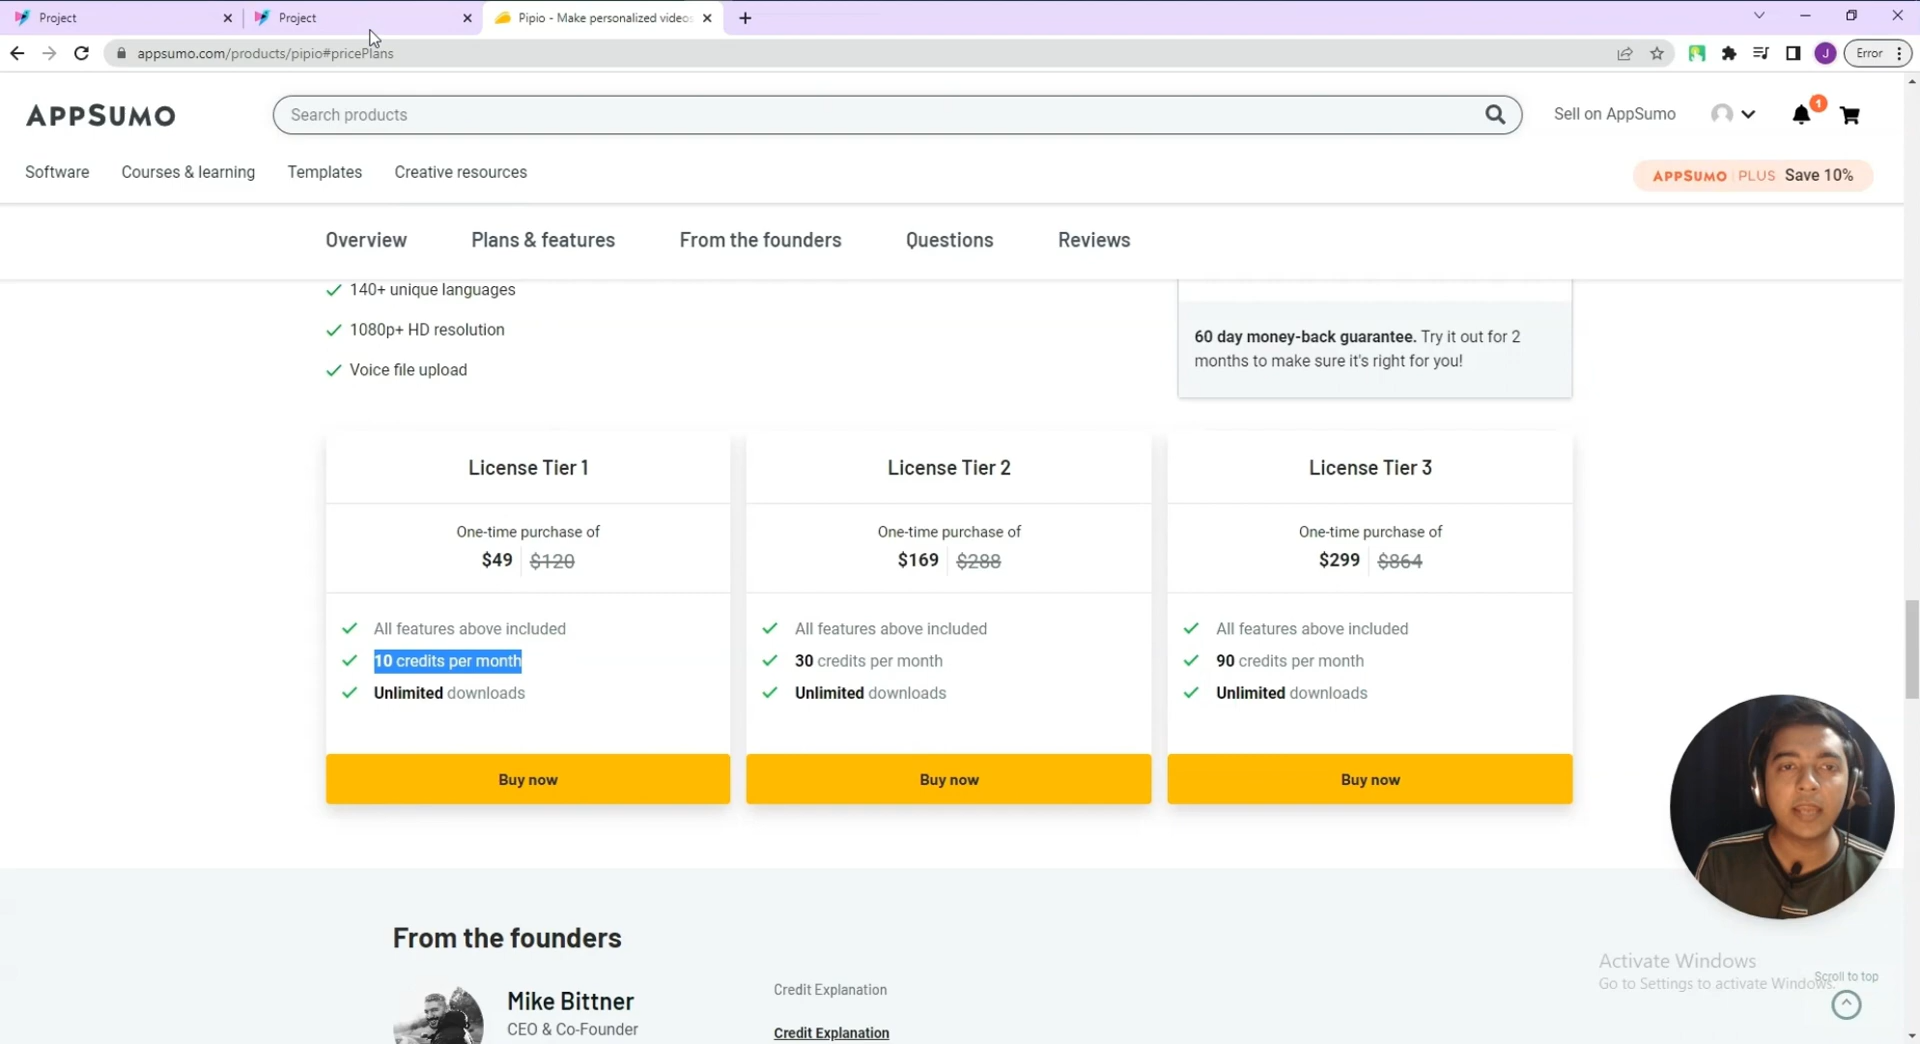 Project
Project
Pipio - Make personalized videos
appsumo.com/products/pipio#pricePlans
J
Error
APPSUMO
Search products
Sell on AppSumo
1
Software
Courses & learning
Templates
Creative resources
APPSUMO PLUS Save 10%
Overview
Plans & features
From the founders
Questions
Reviews
140+ unique languages
1080p+ HD resolution
Voice file upload
60 day money-back guarantee. Try it out for 2
months to make sure it's right for you!
License Tier 1
One-time purchase of
$49 $120
All features above included
10 credits per month
Unlimited downloads
Buy now
License Tier 2
One-time purchase of
$169 $288
All features above included
30 credits per month
Unlimited downloads
Buy now
License Tier 3
One-time purchase of
$299 $864
All features above included
90 credits per month
Unlimited downloads
Buy now
From the founders
Mike Bittner
CEO & Co-Founder
Credit Explanation
Credit Explanation
Activate Windows
Go to Settings to activate Windows.
Scroll to top